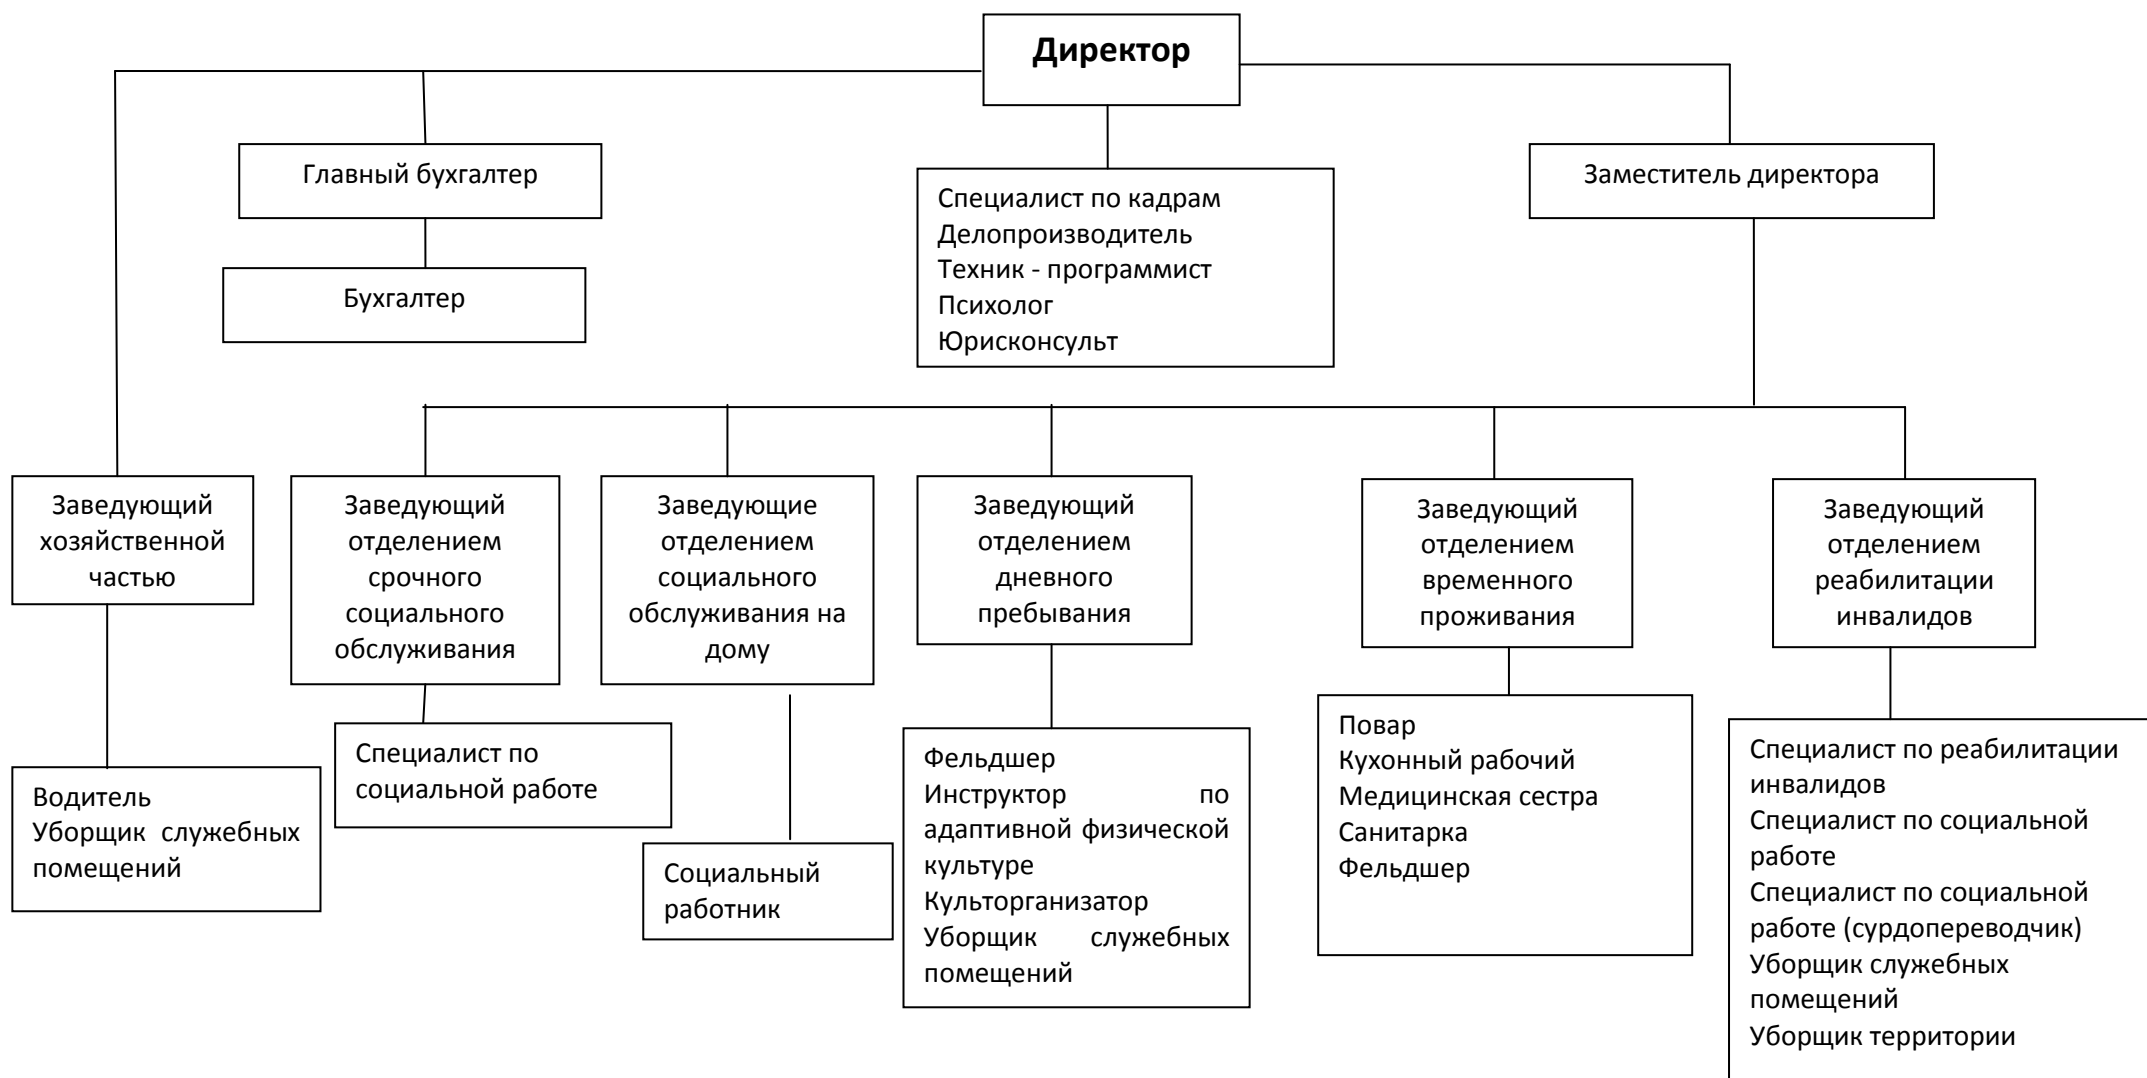 Директор
Главный бухгалтер
Бухгалтер
Специалист по кадрам
Делопроизводитель
Техник - программист
Психолог
Юрисконсульт
Заместитель директора
Заведующий
хозяйственной
частью
Заведующий
отделением
срочного
социального
обслуживания
Заведующие
отделением
социального
обслуживания на
дому
Заведующий
отделением
дневного
пребывания
Заведующий
отделением
временного
проживания
Заведующий
отделением
реабилитации
инвалидов
Водитель
Уборщик служебных
помещений
Специалист по
социальной работе
Социальный
работник
Фельдшер
Инструктор по
адаптивной физической
культуре
Культорганизатор
Уборщик служебных
помещений
Повар
Кухонный рабочий
Медицинская сестра
Санитарка
Фельдшер
Специалист по реабилитации
инвалидов
Специалист по социальной
работе
Специалист по социальной
работе (сурдопереводчик)
Уборщик служебных
помещений
Уборщик территории